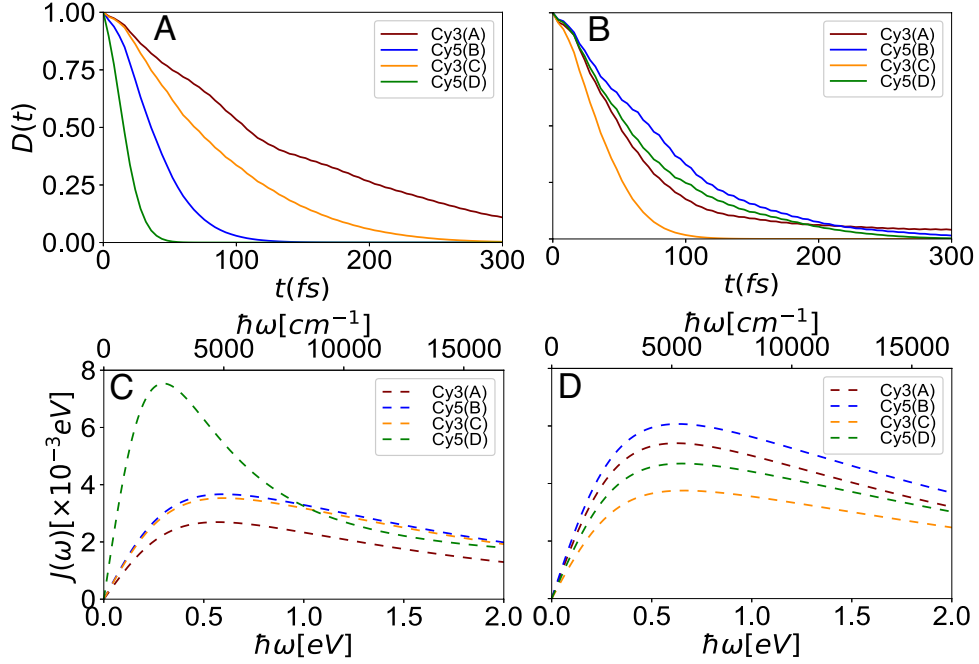 A
Cy3(A)
Cy5(B)
Cy3(C)
Cy5(D)
D(t)
1.00
0.75
0.50
0.25
0.00
0 100 200 300
t(fs)
B
Cy3(A)
Cy5(B)
Cy3(C)
Cy5(D)
0 100 200 300
t(fs)
ℏω[cm⁻¹]
0 5000 10000 15000
C
Cy3(A)
Cy5(B)
Cy3(C)
Cy5(D)
J(ω)[×10⁻³eV]
8
6
4
2
0
0.0 0.5 1.0 1.5 2.0
ℏω[eV]
ℏω[cm⁻¹]
0 5000 10000 15000
D
Cy3(A)
Cy5(B)
Cy3(C)
Cy5(D)
0.0 0.5 1.0 1.5 2.0
ℏω[eV]